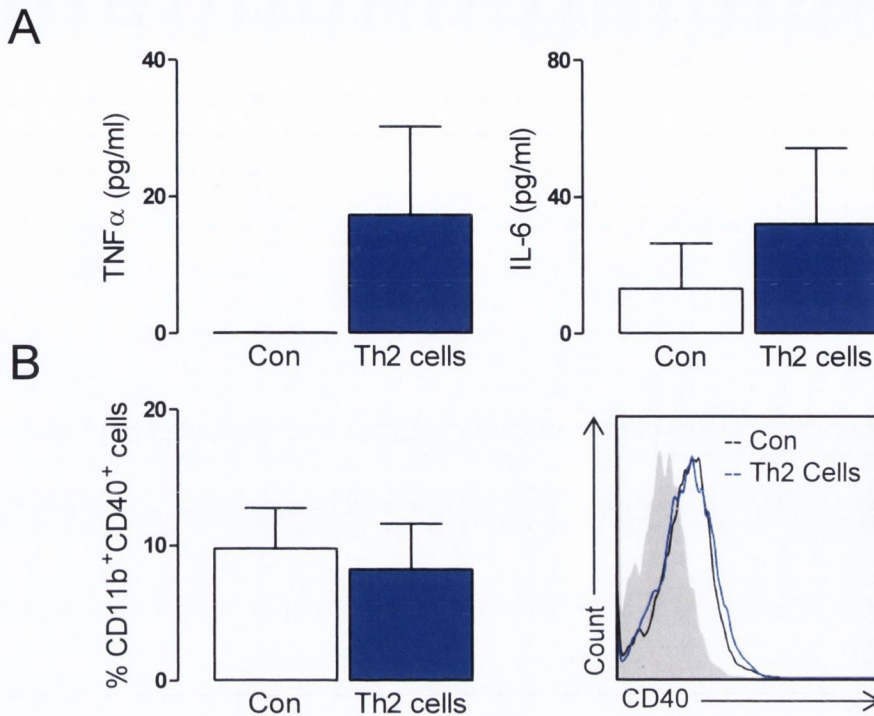 A
TNFα (pg/ml)
40
20
0
Con
Th2 cells
IL-6 (pg/ml)
80
40
0
Con
Th2 cells
B
% CD11b⁺CD40⁺ cells
20
10
0
Con
Th2 cells
Count
-- Con
-- Th2 Cells
CD40